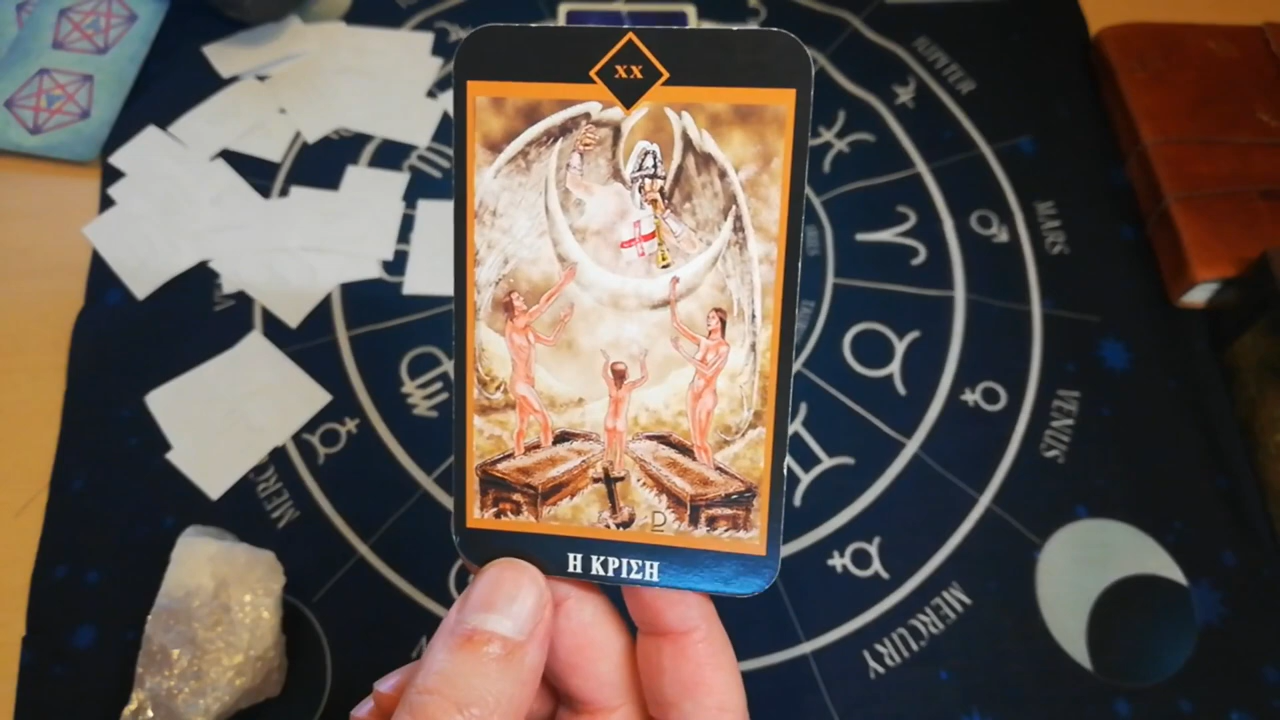 XX
Η ΚΡΙΣΗ
JUPITER
MARS
VENUS
MERCURY